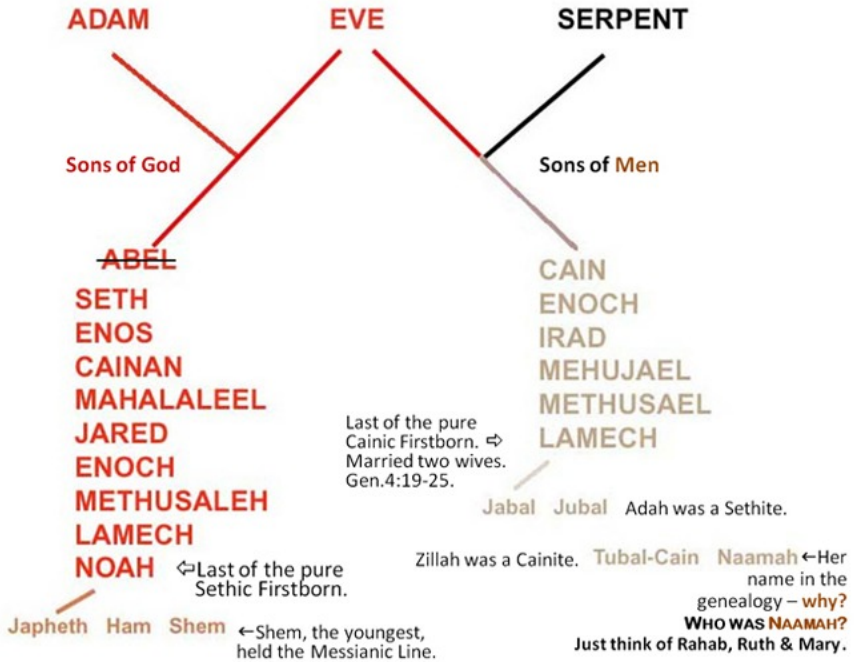 ADAM EVE SERPENT
Sons of God
Sons of Men
ABEL
SETH
ENOS
CAINAN
MAHALALEEL
JARED
ENOCH
METHUSALEH
LAMECH
NOAH
⇦Last of the pure
Sethic Firstborn.
Japheth Ham Shem
←Shem, the youngest,
held the Messianic Line.
CAIN
ENOCH
IRAD
MEHUJAEL
METHUSAEL
LAMECH
Last of the pure
Cainic Firstborn. ⇨
Married two wives.
Gen.4:19-25.
Jabal Jubal Adah was a Sethite.
Zillah was a Cainite. Tubal-Cain Naamah ←Her
name in the
genealogy – why?
WHO WAS NAAMAH?
Just think of Rahab, Ruth & Mary.